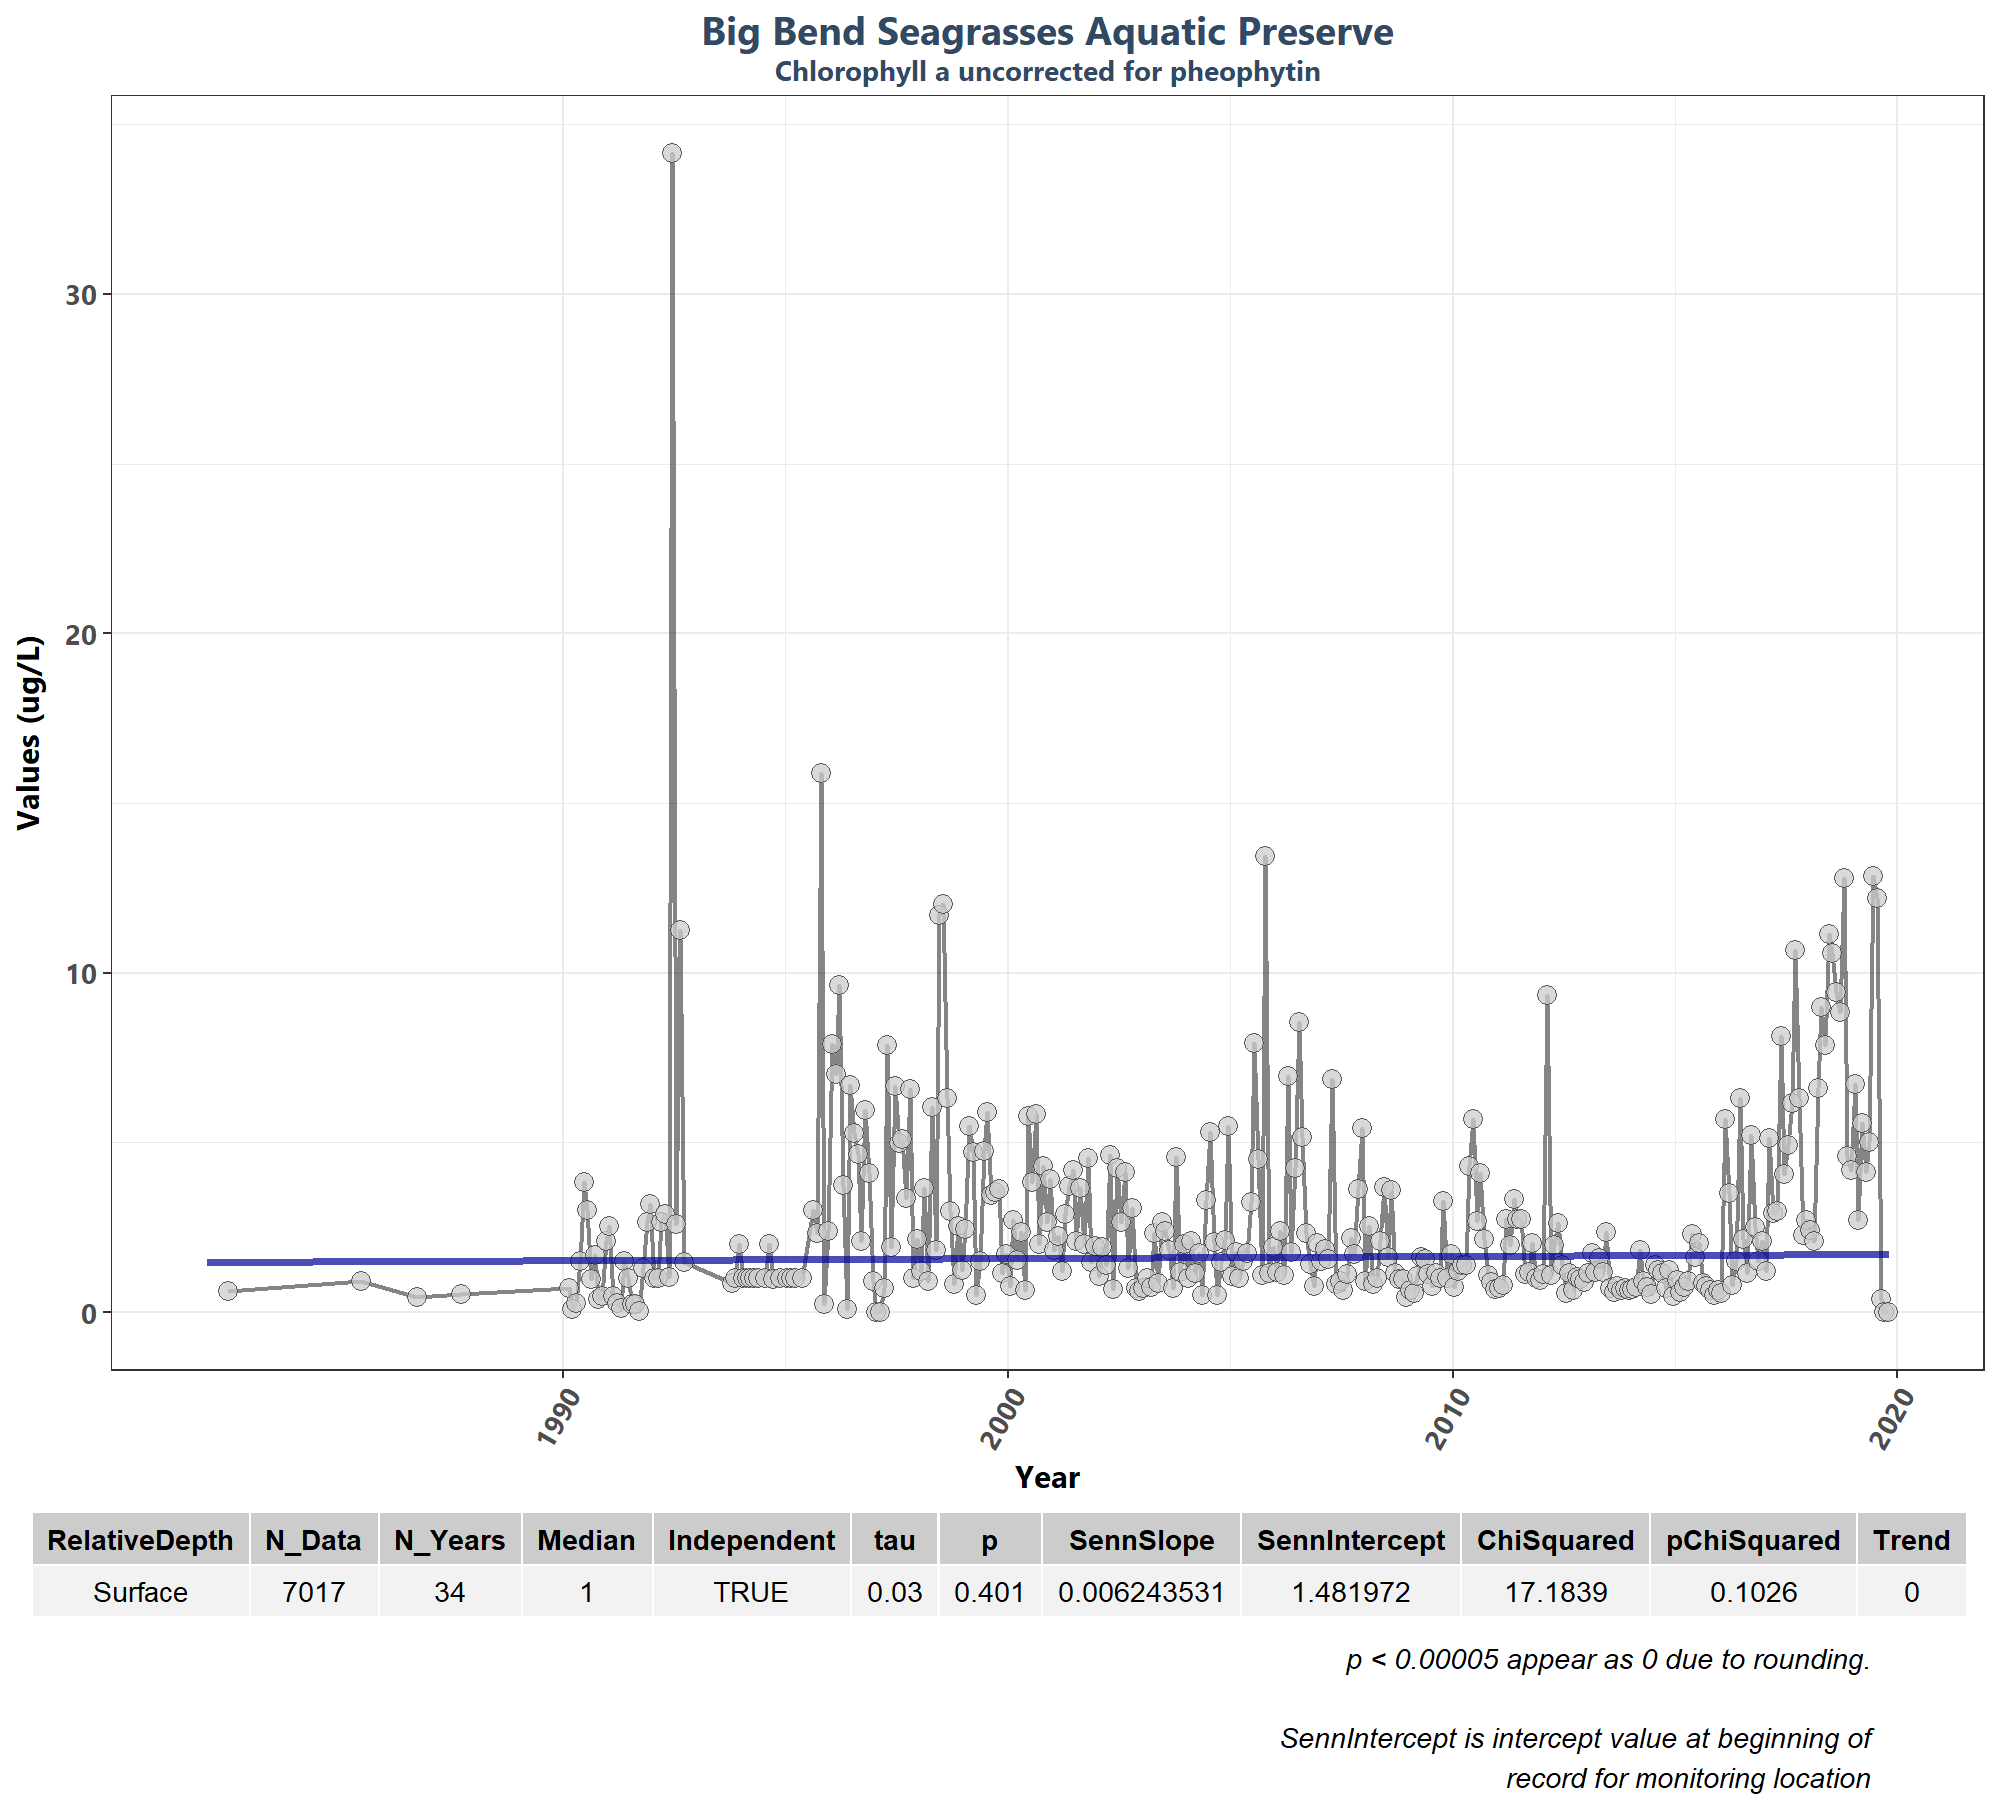 Big Bend Seagrasses Aquatic Preserve
Chlorophyll a uncorrected for pheophytin
Values (ug/L)
30
20
10
0
1990
2000
2010
2020
Year
RelativeDepth N_Data N_Years Median Independent tau p SennSlope SennIntercept ChiSquared pChiSquared Trend
Surface 7017 34 1 TRUE 0.03 0.401 0.006243531 1.481972 17.1839 0.1026 0
p < 0.00005 appear as 0 due to rounding.
SennIntercept is intercept value at beginning of
record for monitoring location